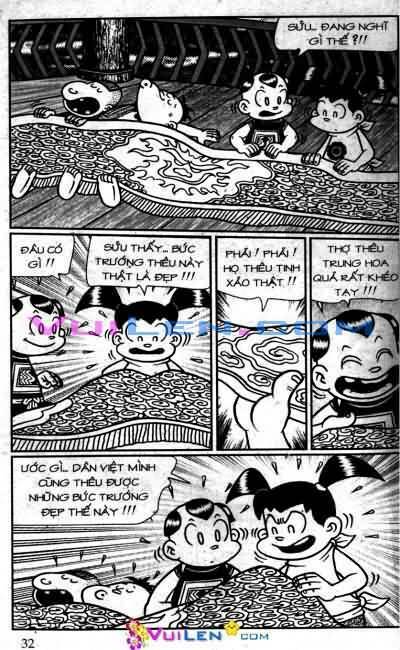 SỬU... ĐANG NGHĨ
GÌ THẾ ?!!
ĐÂU CÓ
GÌ !!
SỬU THẤY... BỨC
TRƯỚNG THÊU NÀY
THẬT LÀ ĐẸP !!!
PHẢI ! PHẢI !
HỌ THÊU TINH
XẢO THẬT !!
THỢ THÊU
TRUNG HOA
QUẢ RẤT KHÉO
TAY !!!
VUILEN.COM
ƯỚC GÌ... DÂN VIỆT MÌNH
CŨNG THÊU ĐƯỢC
NHỮNG BỨC TRƯỚNG
ĐẸP THẾ NÀY !!!
32
VUILEN.COM